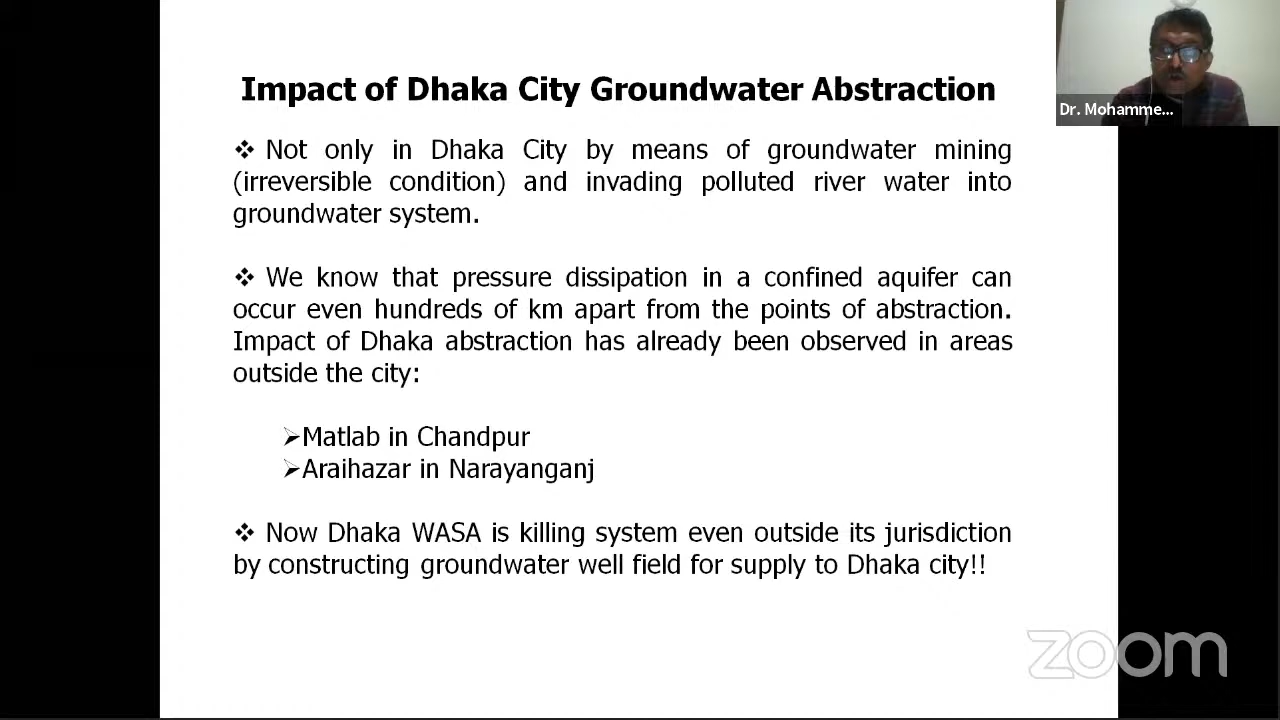 Impact of Dhaka City Groundwater Abstraction
❖ Not only in Dhaka City by means of groundwater mining
(irreversible condition) and invading polluted river water into
groundwater system.
❖ We know that pressure dissipation in a confined aquifer can
occur even hundreds of km apart from the points of abstraction.
Impact of Dhaka abstraction has already been observed in areas
outside the city:
➢Matlab in Chandpur
➢Araihazar in Narayanganj
❖ Now Dhaka WASA is killing system even outside its jurisdiction
by constructing groundwater well field for supply to Dhaka city!!
Dr. Mohamme...
zoom